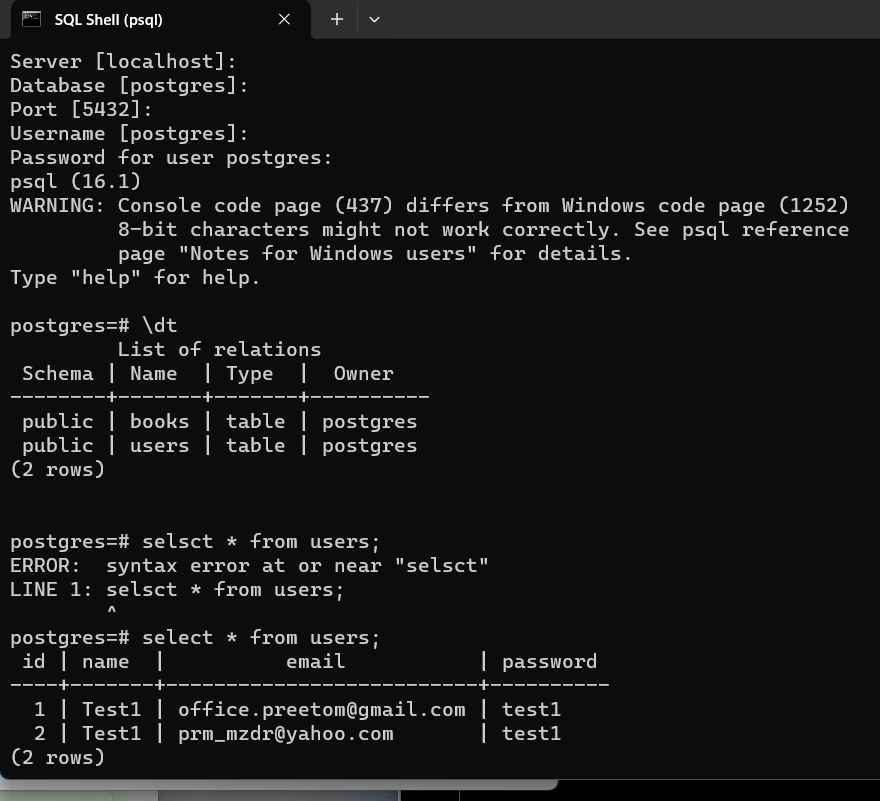 SQL Shell (psql)
Server [localhost]:
Database [postgres]:
Port [5432]:
Username [postgres]:
Password for user postgres:
psql (16.1)
WARNING: Console code page (437) differs from Windows code page (1252)
         8-bit characters might not work correctly. See psql reference
         page "Notes for Windows users" for details.
Type "help" for help.

postgres=# \dt
         List of relations
 Schema | Name  | Type  |  Owner
--------+-------+-------+----------
 public | books | table | postgres
 public | users | table | postgres
(2 rows)


postgres=# selsct * from users;
ERROR:  syntax error at or near "selsct"
LINE 1: selsct * from users;
        ^
postgres=# select * from users;
 id | name  |          email           | password
----+-------+--------------------------+----------
  1 | Test1 | office.preetom@gmail.com | test1
  2 | Test1 | prm_mzdr@yahoo.com       | test1
(2 rows)